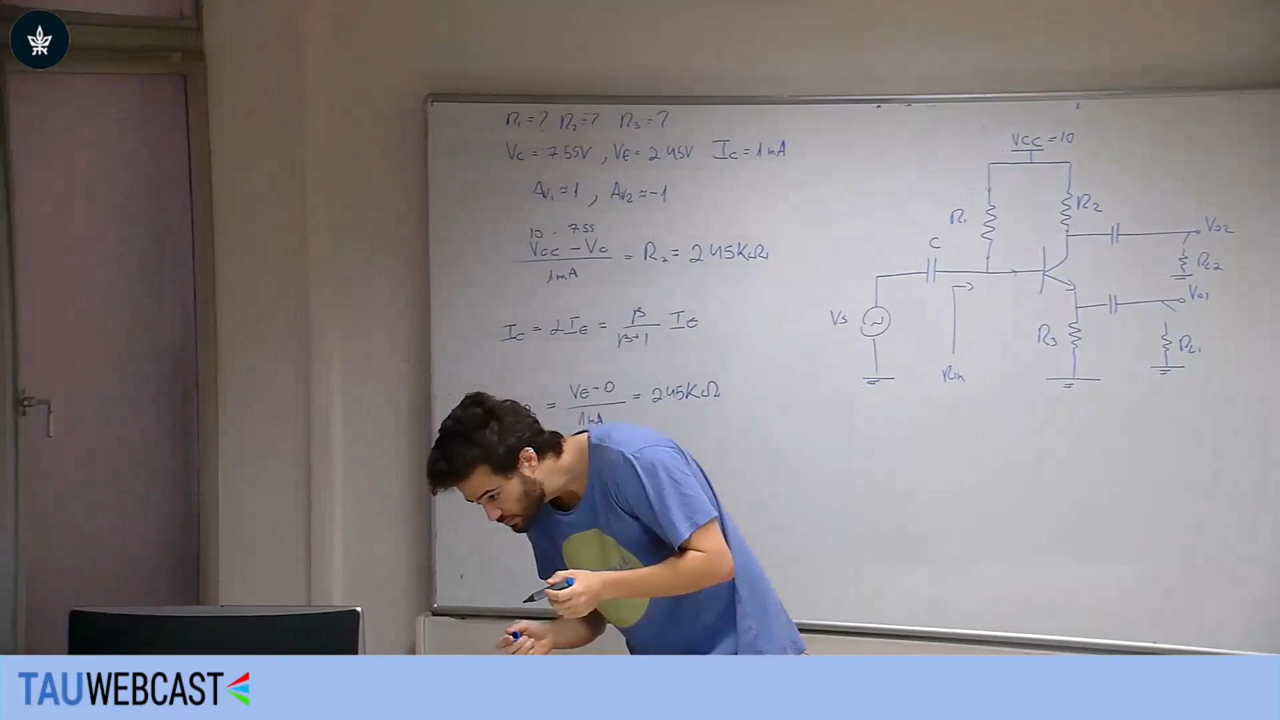 R₁=? R₂=? R₃=?
Vc = 7.55V, VE = 2.45V Ic = 1mA
Av₁ ≈ 1, Av₂ ≈ -1
10 - 7.55
Vcc - Vc / 1mA = R₂ = 2.45KΩ
Ic = αIE = β/β+1 IE
= VE - 0 / 1mA = 2.45KΩ
Vcc = 10
R₁
R₂
C
Vs
Rin
R₃
Vo2
RL2
Vo1
RL1
TAUWEBCAST